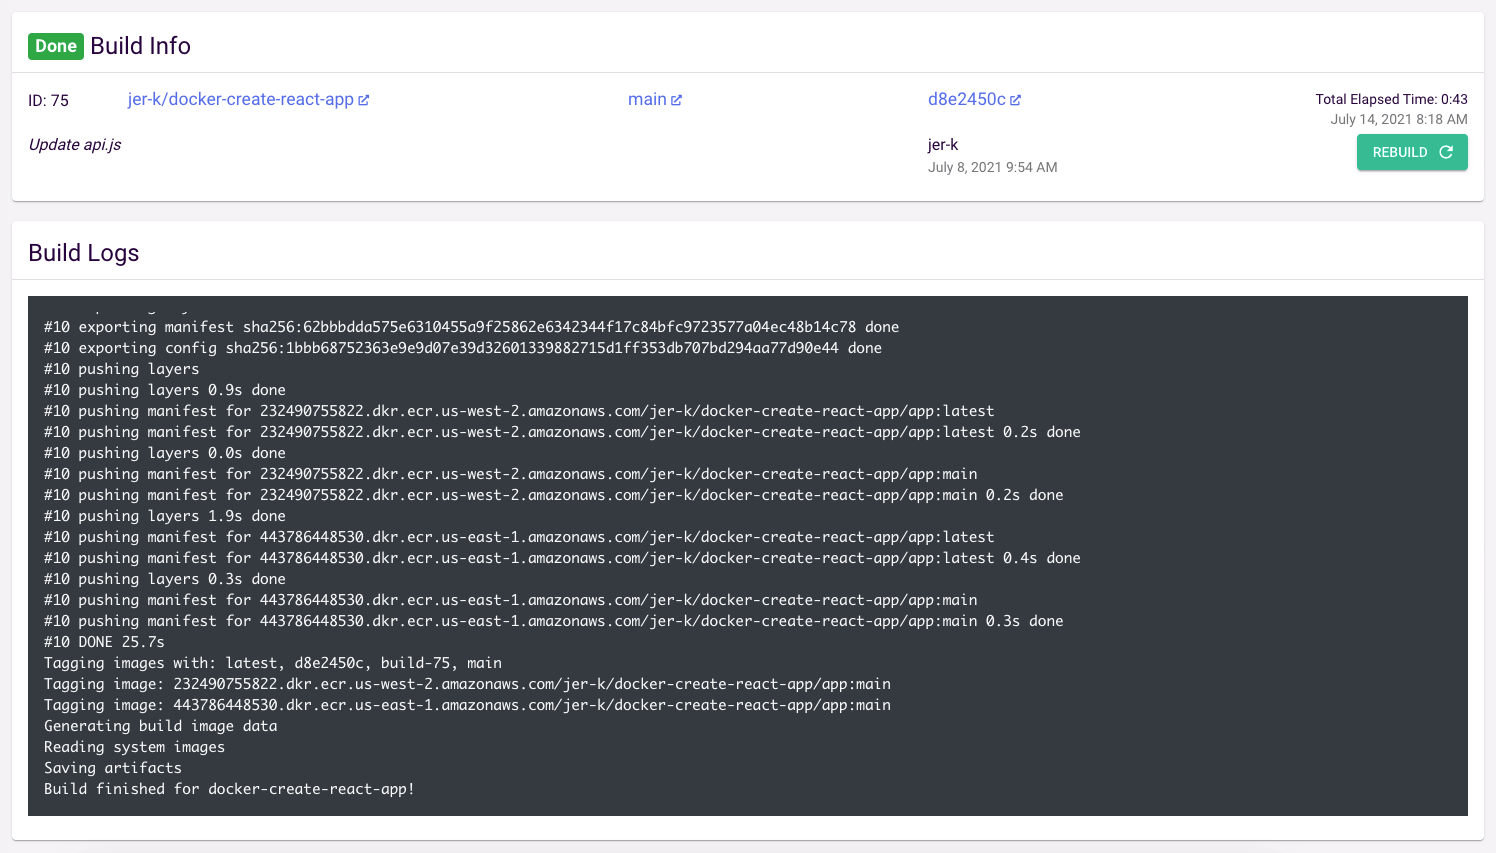 Done Build Info
ID: 75 jer-k/docker-create-react-app main d8e2450c Total Elapsed Time: 0:43
July 14, 2021 8:18 AM
Update api.js jer-k REBUILD
July 8, 2021 9:54 AM
Build Logs
#10 exporting manifest sha256:62bbbdda575e6310455a9f25862e6342344f17c84bfc9723577a04ec48b14c78 done
#10 exporting config sha256:1bbb68752363e9e9d07e39d32601339882715d1ff353db707bd294aa77d90e44 done
#10 pushing layers
#10 pushing layers 0.9s done
#10 pushing manifest for 232490755822.dkr.ecr.us-west-2.amazonaws.com/jer-k/docker-create-react-app/app:latest
#10 pushing manifest for 232490755822.dkr.ecr.us-west-2.amazonaws.com/jer-k/docker-create-react-app/app:latest 0.2s done
#10 pushing layers 0.0s done
#10 pushing manifest for 232490755822.dkr.ecr.us-west-2.amazonaws.com/jer-k/docker-create-react-app/app:main
#10 pushing manifest for 232490755822.dkr.ecr.us-west-2.amazonaws.com/jer-k/docker-create-react-app/app:main 0.2s done
#10 pushing layers 1.9s done
#10 pushing manifest for 443786448530.dkr.ecr.us-east-1.amazonaws.com/jer-k/docker-create-react-app/app:latest
#10 pushing manifest for 443786448530.dkr.ecr.us-east-1.amazonaws.com/jer-k/docker-create-react-app/app:latest 0.4s done
#10 pushing layers 0.3s done
#10 pushing manifest for 443786448530.dkr.ecr.us-east-1.amazonaws.com/jer-k/docker-create-react-app/app:main
#10 pushing manifest for 443786448530.dkr.ecr.us-east-1.amazonaws.com/jer-k/docker-create-react-app/app:main 0.3s done
#10 DONE 25.7s
Tagging images with: latest, d8e2450c, build-75, main
Tagging image: 232490755822.dkr.ecr.us-west-2.amazonaws.com/jer-k/docker-create-react-app/app:main
Tagging image: 443786448530.dkr.ecr.us-east-1.amazonaws.com/jer-k/docker-create-react-app/app:main
Generating build image data
Reading system images
Saving artifacts
Build finished for docker-create-react-app!